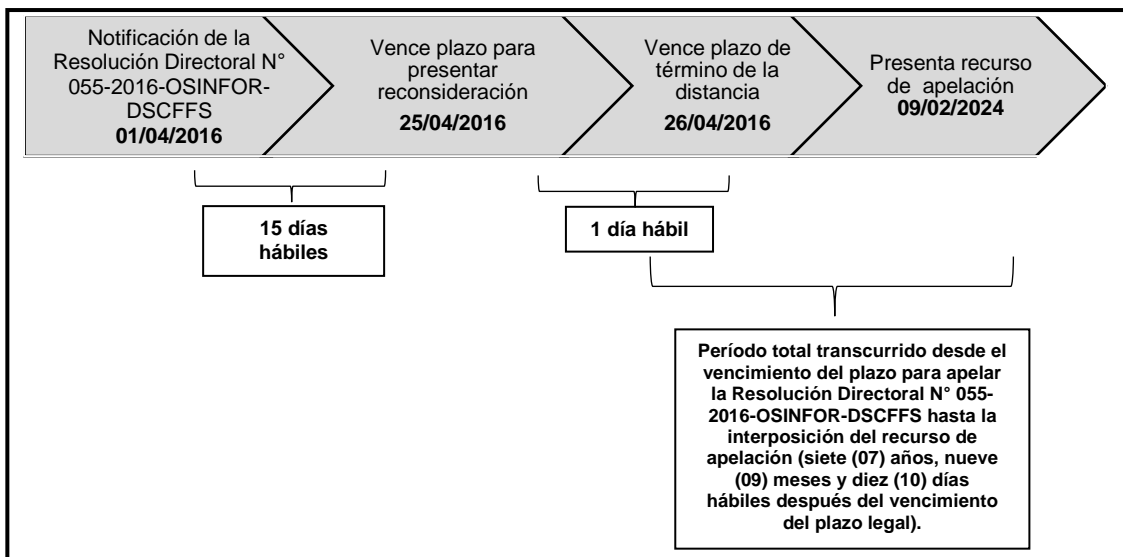 Notificación de la
Resolución Directoral N°
055-2016-OSINFOR-
DSCFFS
01/04/2016
Vence plazo para
presentar
reconsideración
25/04/2016
Vence plazo de
término de la
distancia
26/04/2016
Presenta recurso
de apelación
09/02/2024
15 días
hábiles
1 día hábil
Período total transcurrido desde el
vencimiento del plazo para apelar
la Resolución Directoral N° 055-
2016-OSINFOR-DSCFFS hasta la
interposición del recurso de
apelación (siete (07) años, nueve
(09) meses y diez (10) días
hábiles después del vencimiento
del plazo legal).